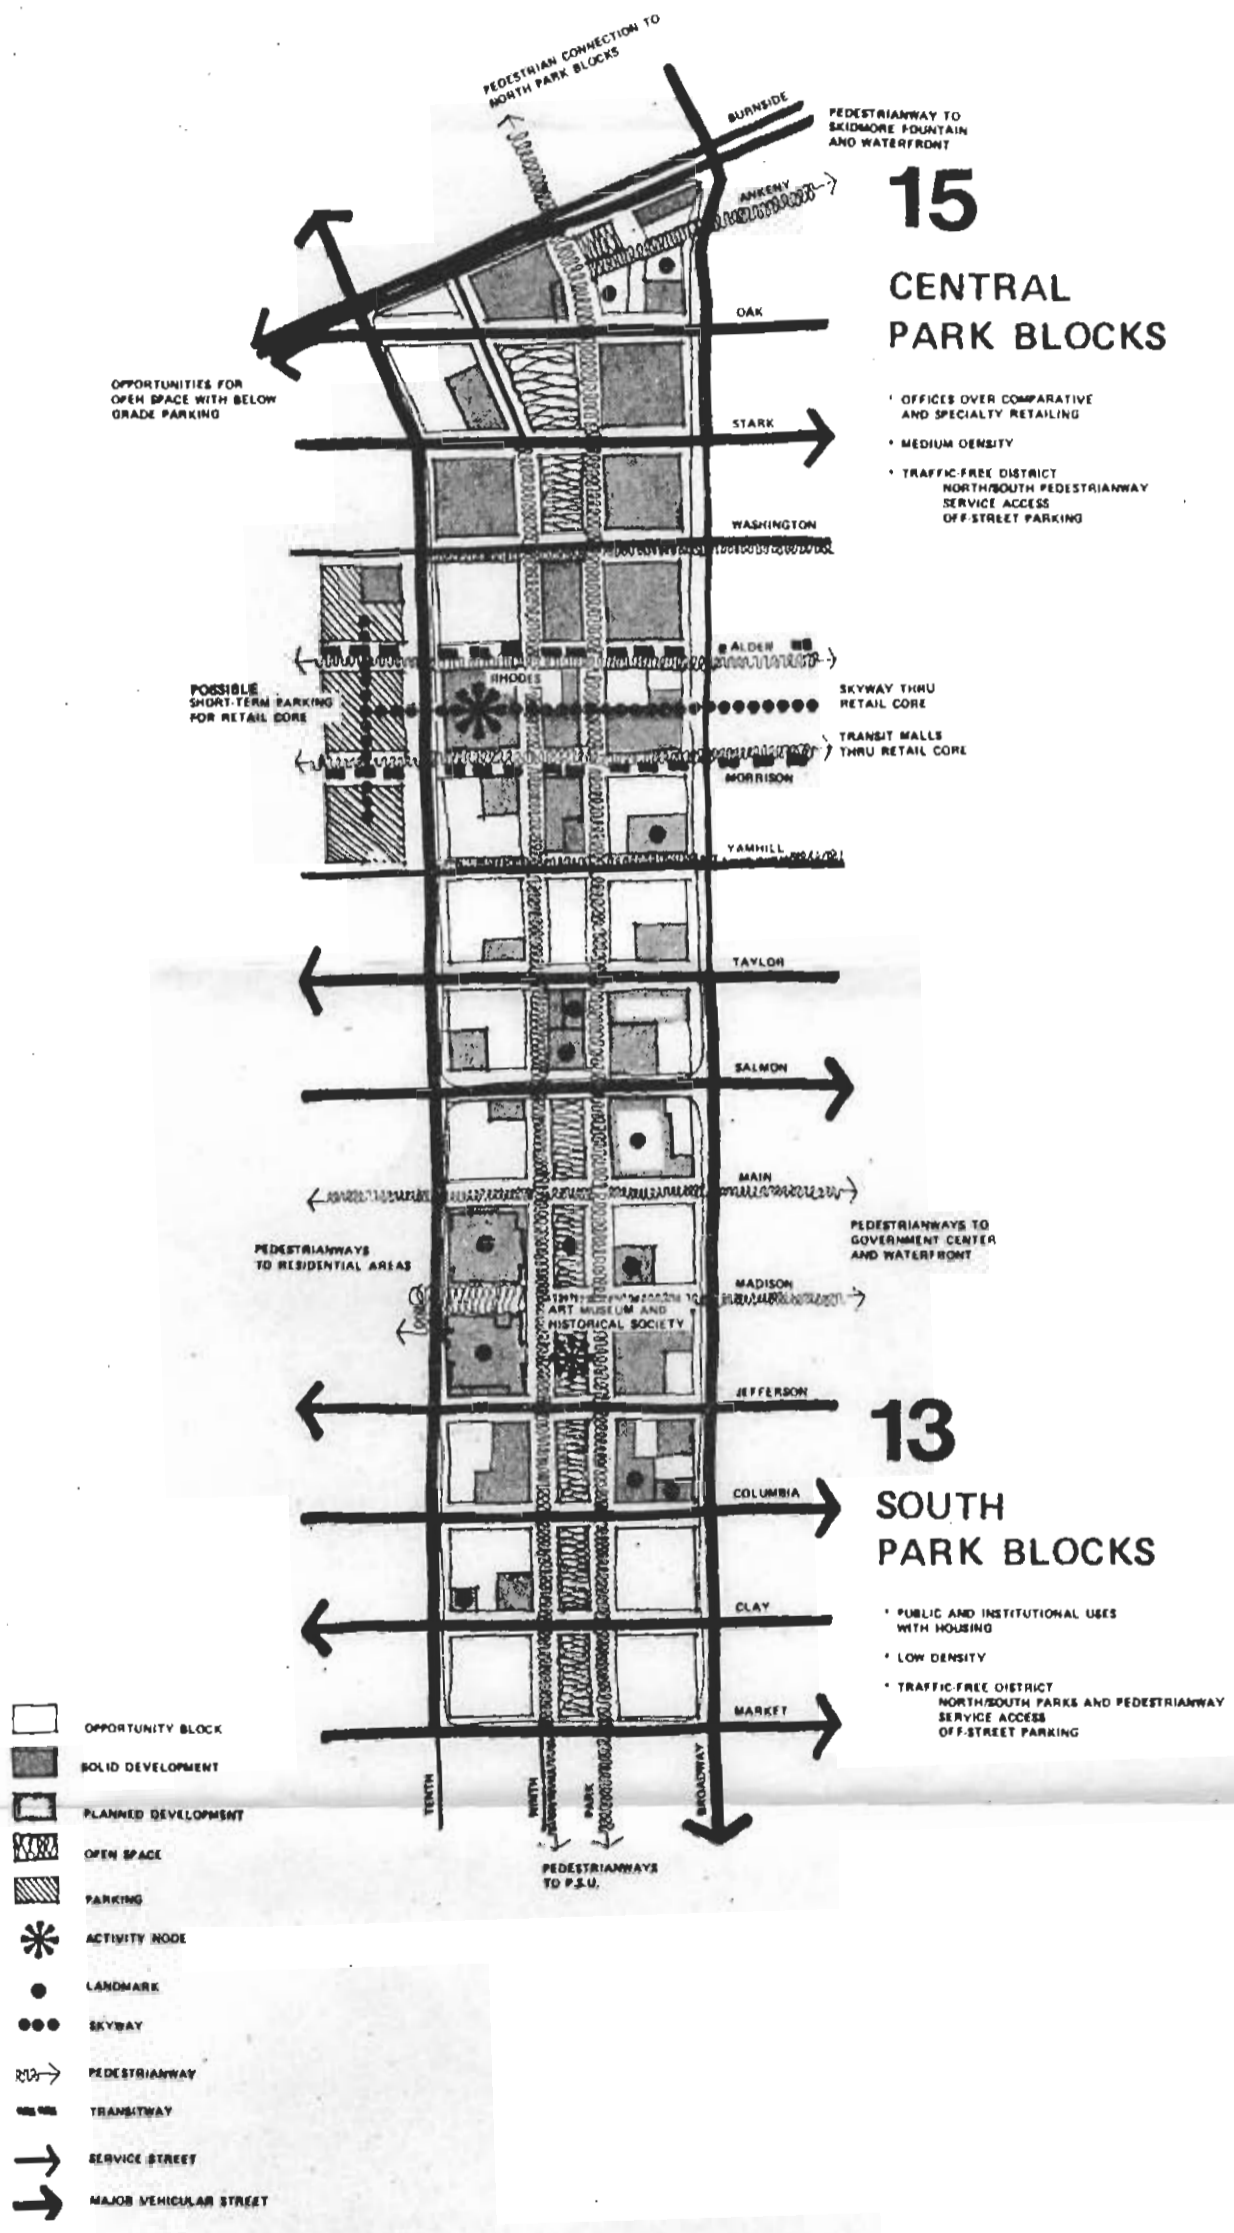 PEDESTRIAN CONNECTION TO
NORTH PARK BLOCKS
BURNSIDE
PEDESTRIANWAY TO
SKIDMORE FOUNTAIN
AND WATERFRONT
ANKENY
15
CENTRAL
PARK BLOCKS
OAK
OPPORTUNITIES FOR
OPEN SPACE WITH BELOW
GRADE PARKING
• OFFICES OVER COMPARATIVE
AND SPECIALTY RETAILING
STARK
• MEDIUM DENSITY
• TRAFFIC-FREE DISTRICT
NORTH/SOUTH PEDESTRIANWAY
SERVICE ACCESS
OFF-STREET PARKING
WASHINGTON
ALDER
RHODES
POSSIBLE
SHORT-TERM PARKING
FOR RETAIL CORE
SKYWAY THRU
RETAIL CORE
TRANSIT MALLS
THRU RETAIL CORE
MORRISON
YAMHILL
TAYLOR
SALMON
MAIN
PEDESTRIANWAYS
TO RESIDENTIAL AREAS
PEDESTRIANWAYS TO
GOVERNMENT CENTER
AND WATERFRONT
MADISON
ART MUSEUM AND
HISTORICAL SOCIETY
JEFFERSON
13
SOUTH
PARK BLOCKS
COLUMBIA
CLAY
• PUBLIC AND INSTITUTIONAL USES
WITH HOUSING
• LOW DENSITY
• TRAFFIC-FREE DISTRICT
NORTH/SOUTH PARKS AND PEDESTRIANWAY
SERVICE ACCESS
OFF-STREET PARKING
MARKET
TENTH
NINTH
PARK
BROADWAY
PEDESTRIANWAYS
TO P.S.U.
OPPORTUNITY BLOCK
SOLID DEVELOPMENT
PLANNED DEVELOPMENT
OPEN SPACE
PARKING
ACTIVITY NODE
LANDMARK
SKYWAY
PEDESTRIANWAY
TRANSITWAY
SERVICE STREET
MAJOR VEHICULAR STREET